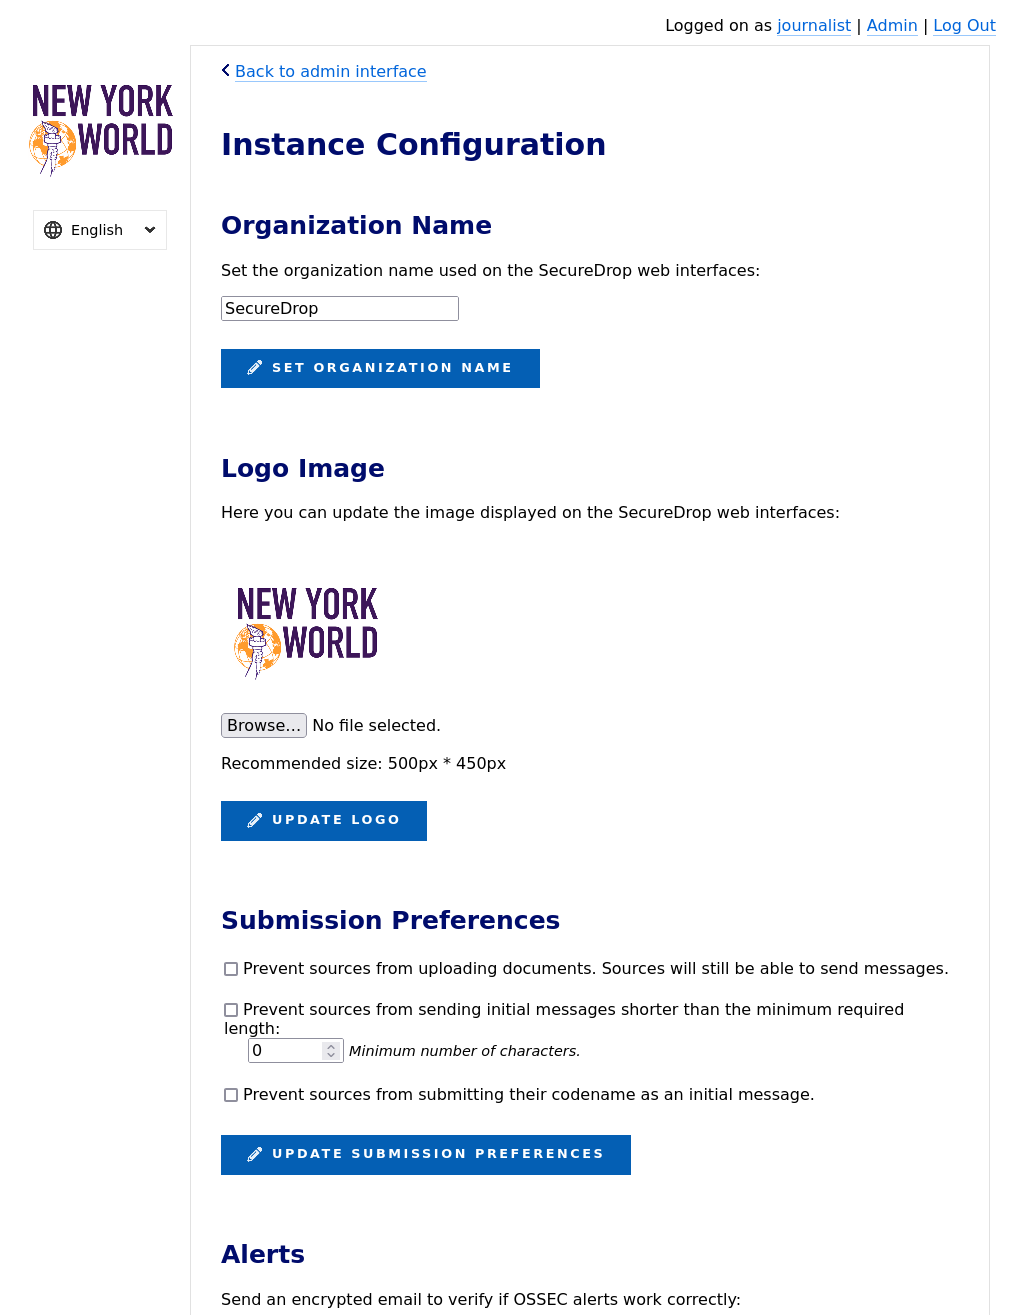 Logged on as journalist | Admin | Log Out
NEW YORK
WORLD
English
Back to admin interface
Instance Configuration
Organization Name
Set the organization name used on the SecureDrop web interfaces:
SecureDrop
SET ORGANIZATION NAME
Logo Image
Here you can update the image displayed on the SecureDrop web interfaces:
NEW YORK
WORLD
Browse... No file selected.
Recommended size: 500px * 450px
UPDATE LOGO
Submission Preferences
Prevent sources from uploading documents. Sources will still be able to send messages.
Prevent sources from sending initial messages shorter than the minimum required
length:
0 Minimum number of characters.
Prevent sources from submitting their codename as an initial message.
UPDATE SUBMISSION PREFERENCES
Alerts
Send an encrypted email to verify if OSSEC alerts work correctly: